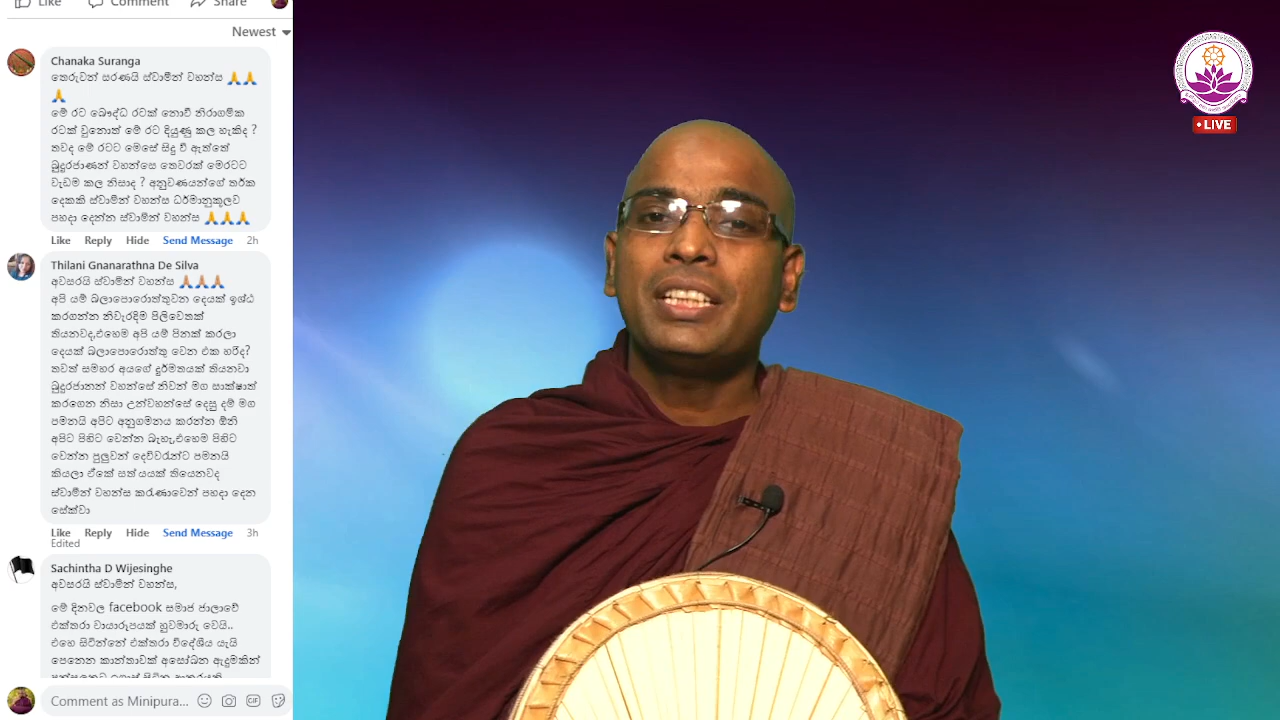 Like Comment Share
Newest
Chanaka Suranga
තෙරුවන් සරණයි ස්වාමීන් වහන්ස 🙏🙏
🙏
මේ රට බෞද්ධ රටක් නොවී නිරාගමික
රටක් වුනොත් මේ රට දියුණු කල හැකිද ?
තවද මේ රටට මෙසේ සිදු වී ඇත්තේ
බුදුරජාණන් වහන්සෙ තෙවරක් මෙරටට
වැඩම කල නිසාද ? අනුවණයන්ගේ තර්ක
දෙකකි ස්වාමීන් වහන්ස ධර්මානුකූලව
පහදා දෙන්න ස්වාමීන් වහන්ස 🙏🙏🙏
Like Reply Hide Send Message 2h
Thilani Gnanarathna De Silva
අවසරයි ස්වාමීන් වහන්ස 🙏🙏🙏
අපි යම් බලාපොරොත්තුවන දෙයක් ඉශ්ඨ
කරගන්න නිවැරදිම පිලිවෙතක්
තියනවද,එහෙම අපි යම් පිනක් කරලා
දෙයක් බලාපොරොත්තු වෙන එක හරිද?
තවත් සමහර අයගේ දුර්මතයක් තියනවා
බුදුරජානන් වහන්සේ නිවන් මග සාක්ෂාත්
කරගෙන නිසා උන්වහන්සේ දෙසු දම් මග
පමනයි අපිට අනුගමනය කරන්න ඕනි
අපිට පිහිට වෙන්න බැහැ,එහෙම පිහිට
වෙන්න පුලුවන් දෙවිවරුන්ට පමනයි
කියලා ඒකේ සත්යයක් තියෙනවද
ස්වාමීන් වහන්ස කරුණාවෙන් පහදා දෙන
සේක්වා
Like Reply Hide Send Message 3h
Edited
Sachintha D Wijesinghe
අවසරයි ස්වාමීන් වහන්ස,
මේ දිනවල facebook සමාජ ජාලාවේ
එක්තරා ඡායාරූපයක් හුවමාරු වෙයි..
එහෙ සිටින්නේ එක්තරා විදේශීය යැයි
පෙනෙන කාන්තාවක් අසෝබන ඇදුමකින්
Comment as Minipura...
GIF
LIVE